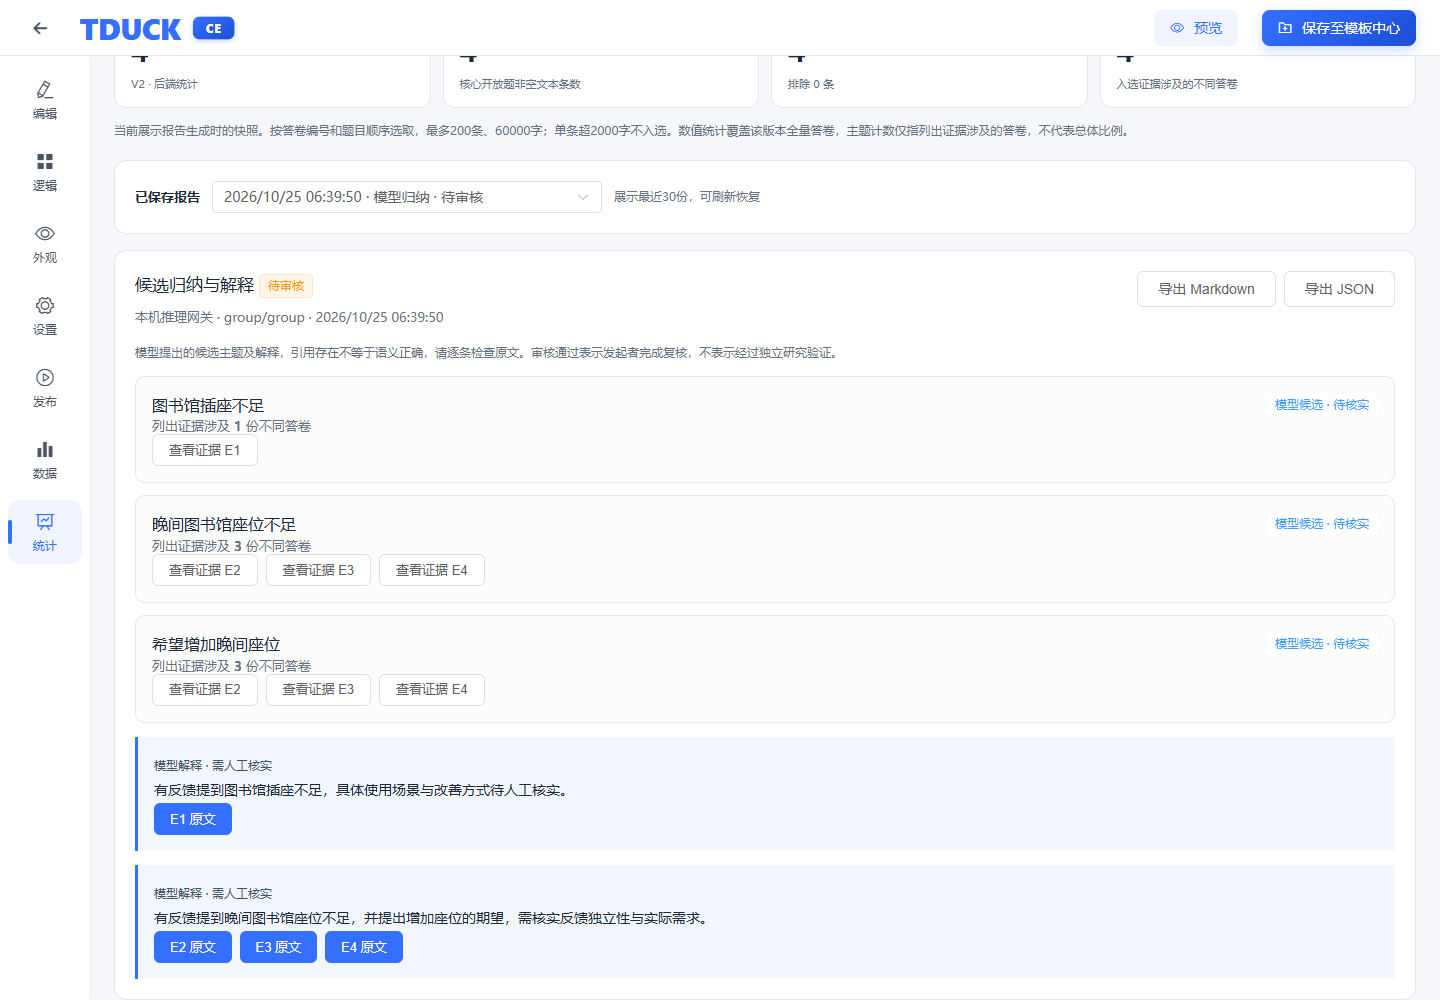 TDUCK CE
预览
保存至模板中心
编辑
逻辑
外观
设置
发布
数据
统计
V2 · 后端统计
核心开放题非空文本条数
排除 0 条
入选证据涉及的不同答卷
当前展示报告生成时的快照。按答卷编号和题目顺序选取，最多200条、60000字；单条超2000字不入选。数值统计覆盖该版本全量答卷，主题计数仅指列出证据涉及的答卷，不代表总体比例。
已保存报告
2026/10/25 06:39:50 · 模型归纳 · 待审核
展示最近30份，可刷新恢复
候选归纳与解释 待审核
导出 Markdown
导出 JSON
本机推理网关 · group/group · 2026/10/25 06:39:50
模型提出的候选主题及解释，引用存在不等于语义正确，请逐条检查原文。审核通过表示发起者完成复核，不表示经过独立研究验证。
图书馆插座不足
模型候选 · 待核实
列出证据涉及 1 份不同答卷
查看证据 E1
晚间图书馆座位不足
模型候选 · 待核实
列出证据涉及 3 份不同答卷
查看证据 E2
查看证据 E3
查看证据 E4
希望增加晚间座位
模型候选 · 待核实
列出证据涉及 3 份不同答卷
查看证据 E2
查看证据 E3
查看证据 E4
模型解释 · 需人工核实
有反馈提到图书馆插座不足，具体使用场景与改善方式待人工核实。
E1 原文
模型解释 · 需人工核实
有反馈提到晚间图书馆座位不足，并提出增加座位的期望，需核实反馈独立性与实际需求。
E2 原文
E3 原文
E4 原文